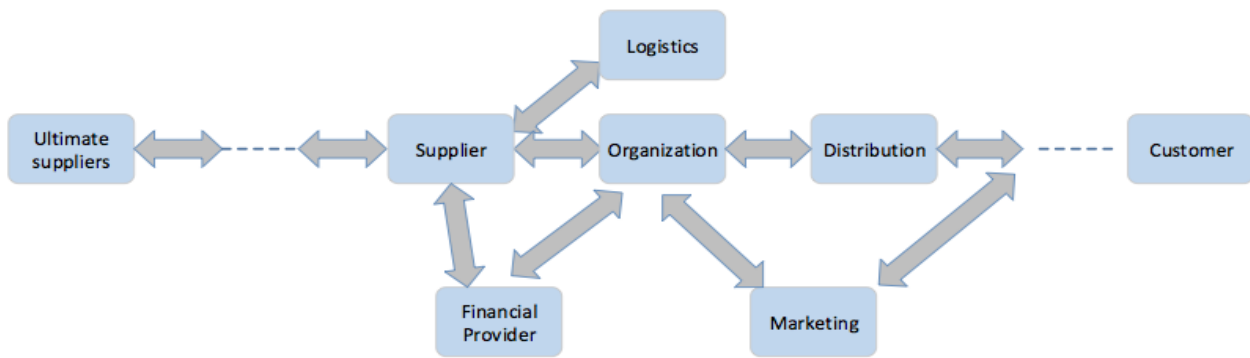 Logistics
Ultimate
suppliers
Supplier
Organization
Distribution
Customer
Financial
Provider
Marketing